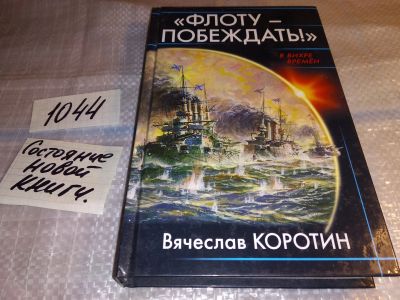 «ФЛОТУ –
ПОБЕЖДАТЬ!»
В ВИХРЕ
ВРЕМЁН
1044
Состояние
новой
книги.
Вячеслав КОРОТИН